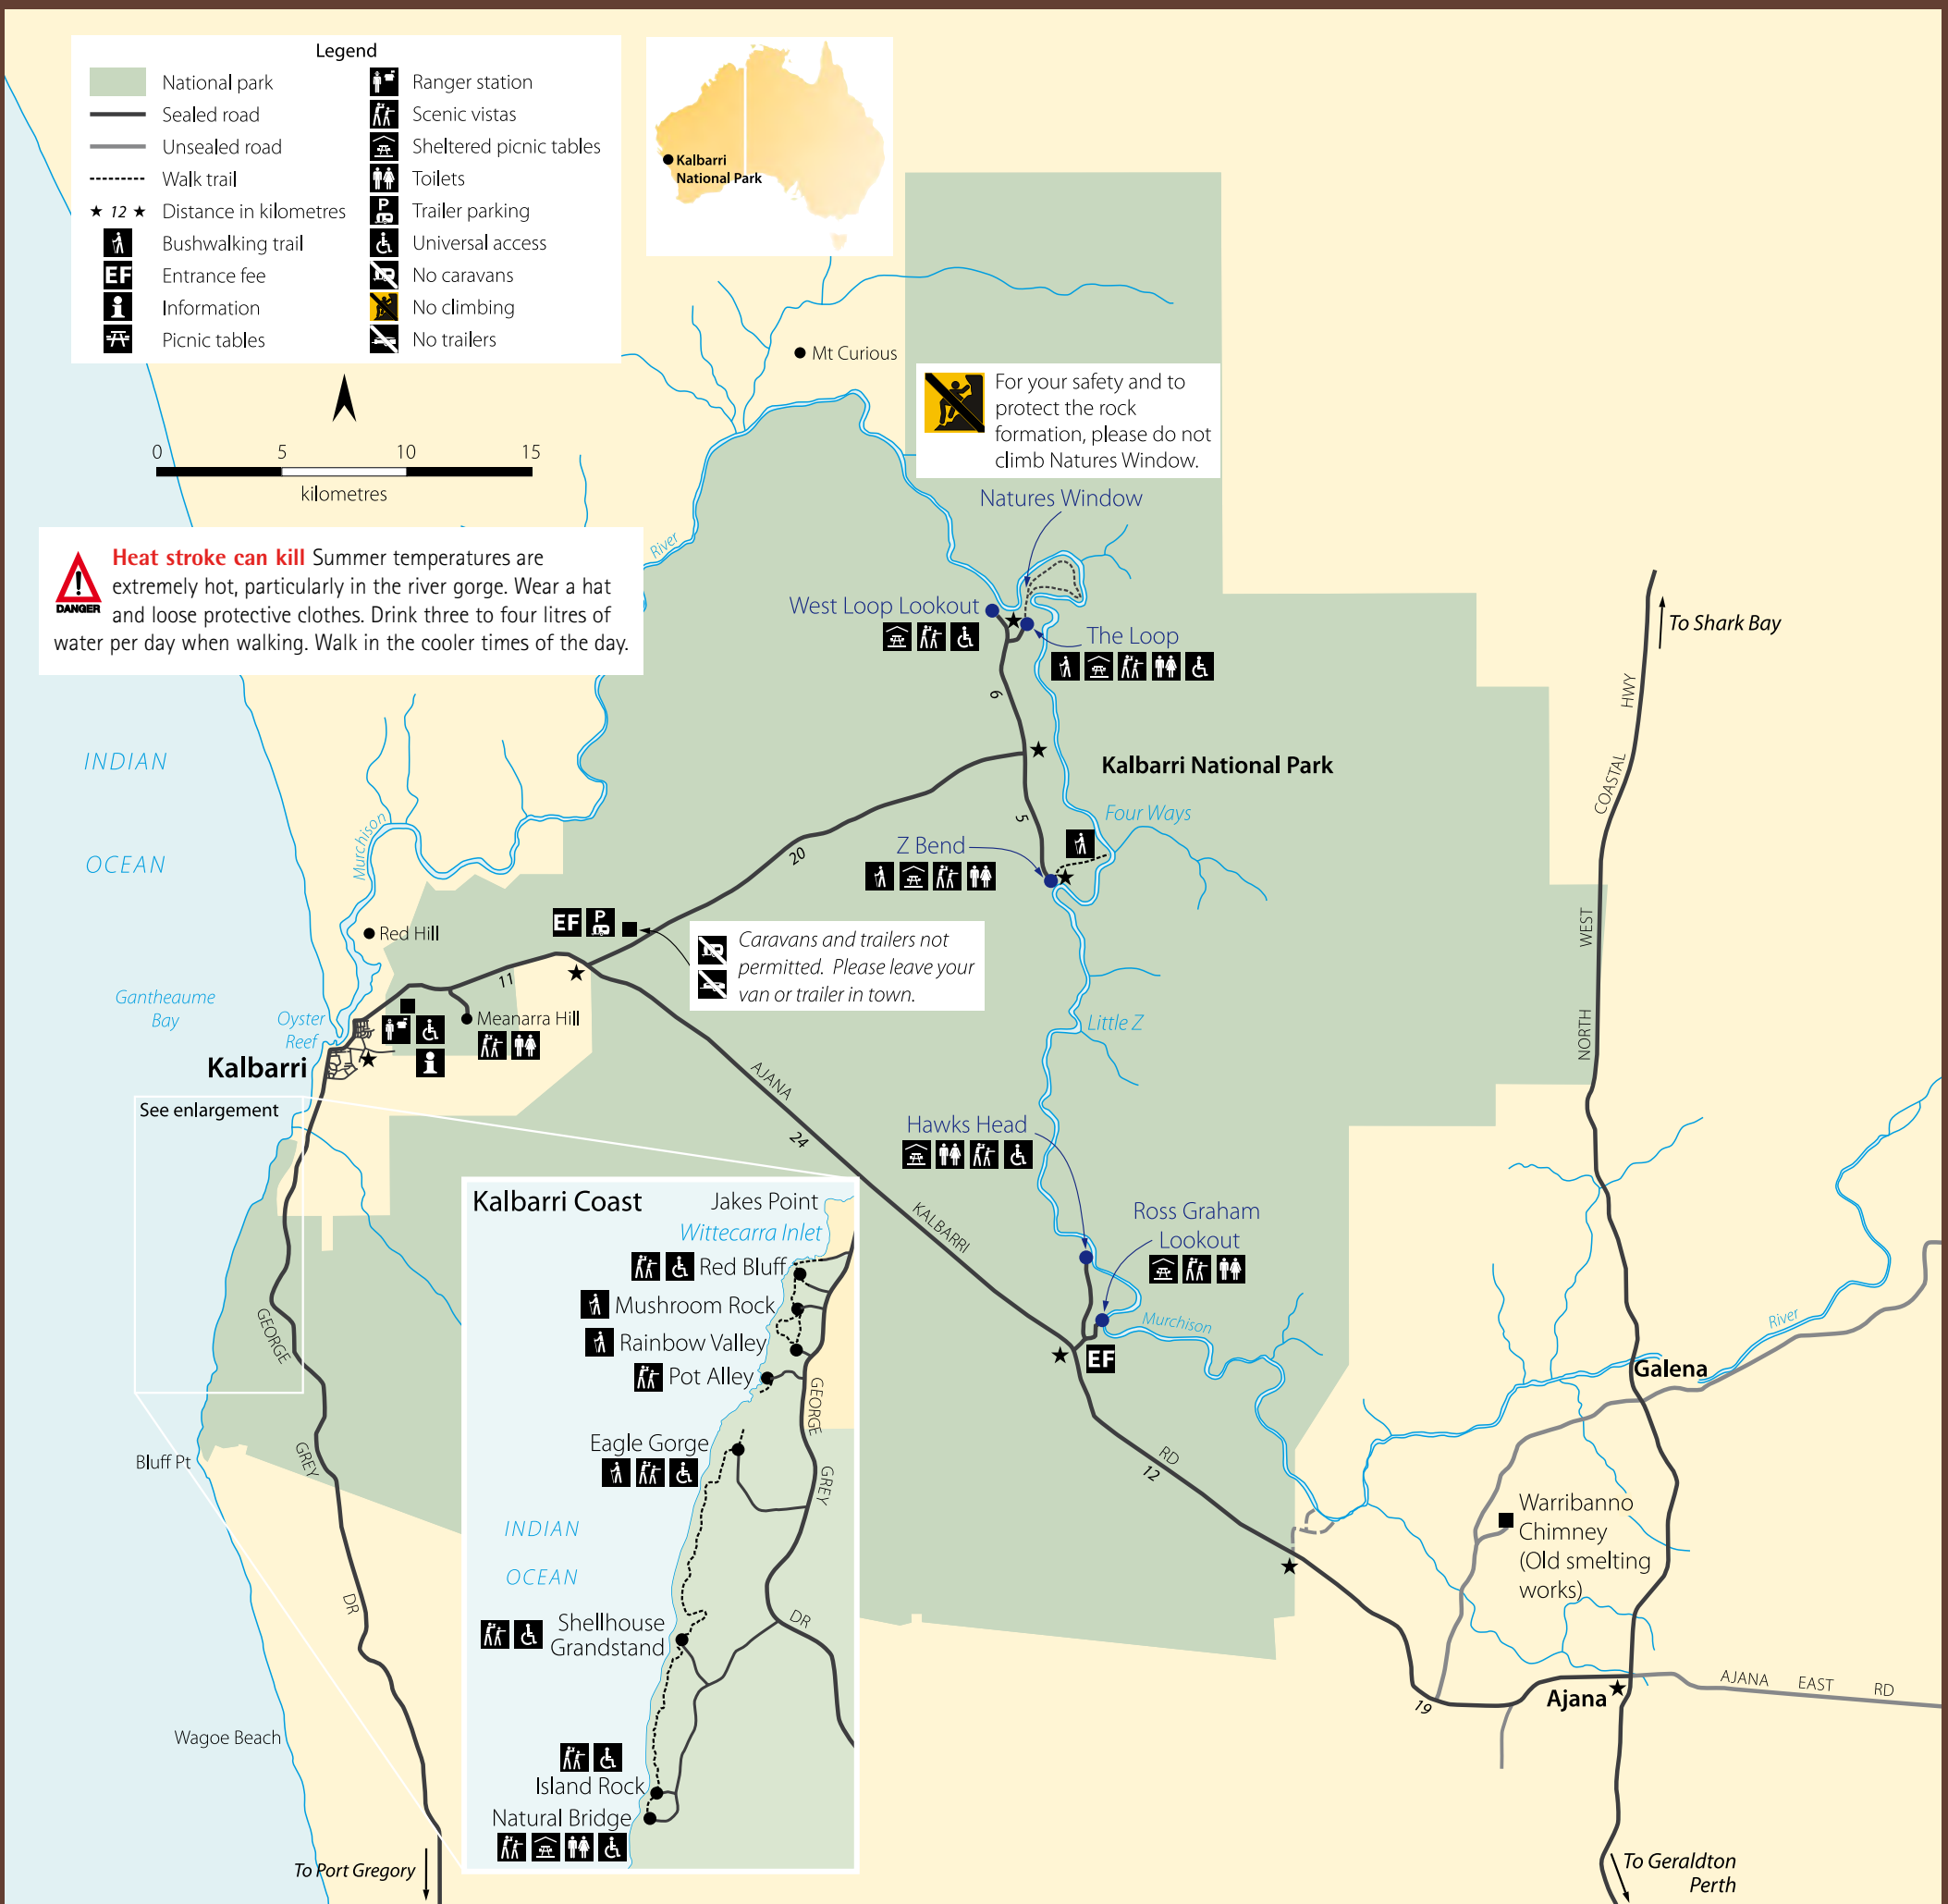 Legend
National park
Sealed road
Unsealed road
Walk trail
★ 12 ★ Distance in kilometres
Bushwalking trail
EF Entrance fee
Information
Picnic tables
Ranger station
Scenic vistas
Sheltered picnic tables
Toilets
P Trailer parking
Universal access
No caravans
No climbing
No trailers
Kalbarri
National Park
0 5 10 15
kilometres
Mt Curious
For your safety and to
protect the rock
formation, please do not
climb Natures Window.
Natures Window
DANGER
Heat stroke can kill Summer temperatures are
extremely hot, particularly in the river gorge. Wear a hat
and loose protective clothes. Drink three to four litres of
water per day when walking. Walk in the cooler times of the day.
River
West Loop Lookout
The Loop
6
To Shark Bay
INDIAN
OCEAN
Kalbarri National Park
Four Ways
5
Z Bend
20
Murchison
Red Hill
EF P
Caravans and trailers not
permitted. Please leave your
van or trailer in town.
11
Gantheaume
Bay
Oyster
Reef
Meanarra Hill
Kalbarri
Little Z
NORTH WEST COASTAL HWY
See enlargement
AJANA
24
KALBARRI
RD
12
Hawks Head
Ross Graham
Lookout
Murchison
EF
River
Galena
GEORGE
GREY
DR
Bluff Pt
Wagoe Beach
To Port Gregory
Kalbarri Coast
Jakes Point
Wittecarra Inlet
Red Bluff
Mushroom Rock
Rainbow Valley
Pot Alley
GEORGE
GREY
DR
Eagle Gorge
INDIAN
OCEAN
Shellhouse
Grandstand
Island Rock
Natural Bridge
Warribanno
Chimney
(Old smelting
works)
19
Ajana
AJANA EAST RD
To Geraldton
Perth